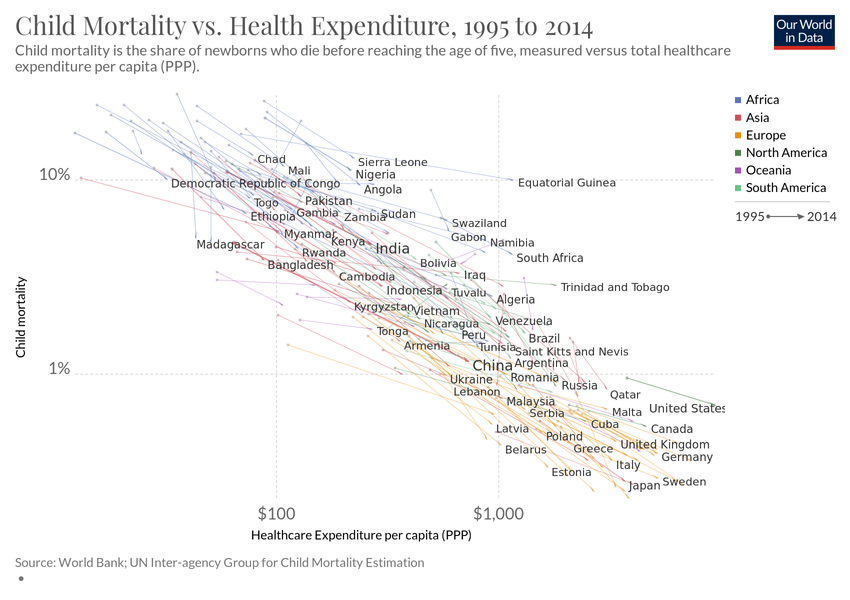 Child Mortality vs. Health Expenditure, 1995 to 2014
Our World
in Data
Child mortality is the share of newborns who die before reaching the age of five, measured versus total healthcare
expenditure per capita (PPP).
Africa
Asia
Europe
North America
Oceania
South America
1995
2014
Child mortality
10%
1%
Chad
Sierra Leone
Mali
Nigeria
Democratic Republic of Congo
Equatorial Guinea
Angola
Togo
Pakistan
Ethiopia
Gambia
Zambia
Sudan
Swaziland
Myanmar
Kenya
Gabon
Madagascar
India
Namibia
Rwanda
South Africa
Bangladesh
Bolivia
Cambodia
Iraq
Trinidad and Tobago
Indonesia
Tuvalu
Algeria
Kyrgyzstan
Vietnam
Nicaragua
Venezuela
Tonga
Peru
Brazil
Armenia
Tunisia
Saint Kitts and Nevis
China
Argentina
Ukraine
Romania
Russia
Lebanon
Qatar
Malaysia
United States
Serbia
Malta
Cuba
Canada
Latvia
Poland
United Kingdom
Belarus
Greece
Germany
Italy
Estonia
Japan
Sweden
$100
$1,000
Healthcare Expenditure per capita (PPP)
Source: World Bank; UN Inter-agency Group for Child Mortality Estimation